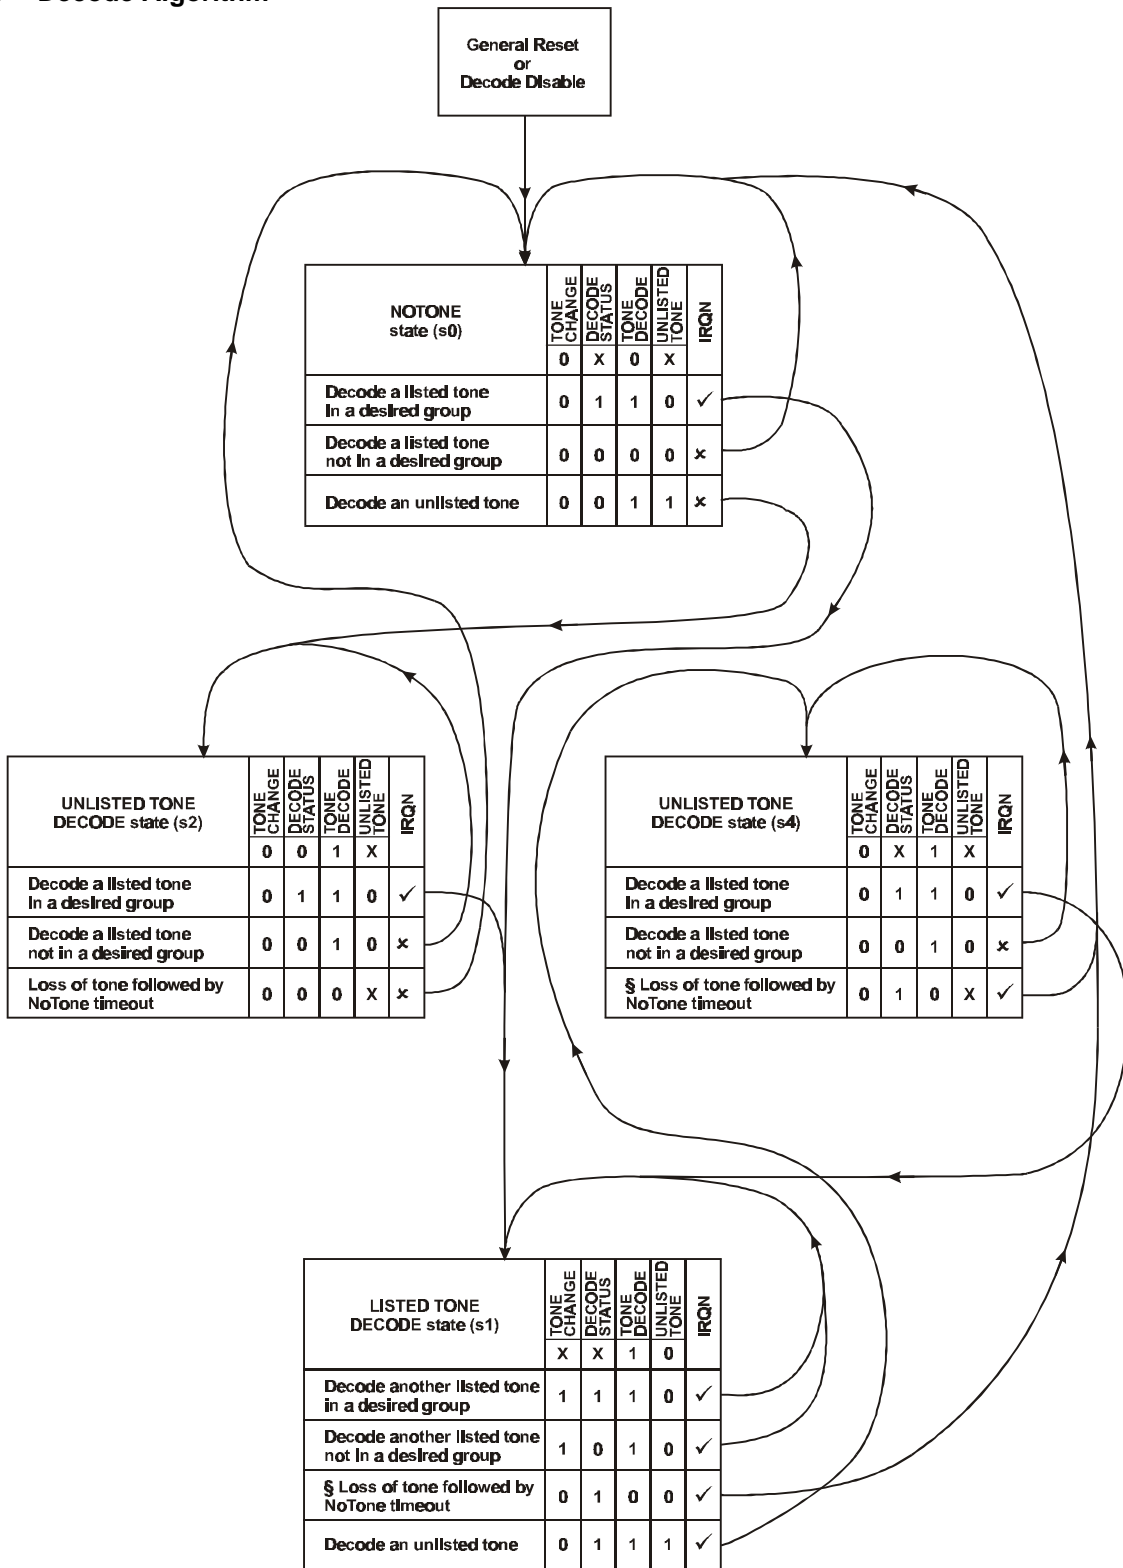 Decode Algorithm
General Reset
or
Decode Disable
NOTONE
state (s0)
TONE
CHANGE
DECODE
STATUS
TONE
DECODE
UNLISTED
TONE
IRQN
0 X 0 X
Decode a listed tone
in a desired group
0 1 1 0 ✓
Decode a listed tone
not in a desired group
0 0 0 0 ×
Decode an unlisted tone
0 0 1 1 ×
UNLISTED TONE
DECODE state (s2)
TONE
CHANGE
DECODE
STATUS
TONE
DECODE
UNLISTED
TONE
IRQN
0 0 1 X
Decode a listed tone
in a desired group
0 1 1 0 ✓
Decode a listed tone
not in a desired group
0 0 1 0 ×
Loss of tone followed by
NoTone timeout
0 0 0 X ×
UNLISTED TONE
DECODE state (s4)
TONE
CHANGE
DECODE
STATUS
TONE
DECODE
UNLISTED
TONE
IRQN
0 X 1 X
Decode a listed tone
in a desired group
0 1 1 0 ✓
Decode a listed tone
not in a desired group
0 0 1 0 ×
§ Loss of tone followed by
NoTone timeout
0 1 0 X ✓
LISTED TONE
DECODE state (s1)
TONE
CHANGE
DECODE
STATUS
TONE
DECODE
UNLISTED
TONE
IRQN
X X 1 0
Decode another listed tone
in a desired group
1 1 1 0 ✓
Decode another listed tone
not in a desired group
1 0 1 0 ✓
§ Loss of tone followed by
NoTone timeout
0 1 0 0 ✓
Decode an unlisted tone
0 1 1 1 ✓